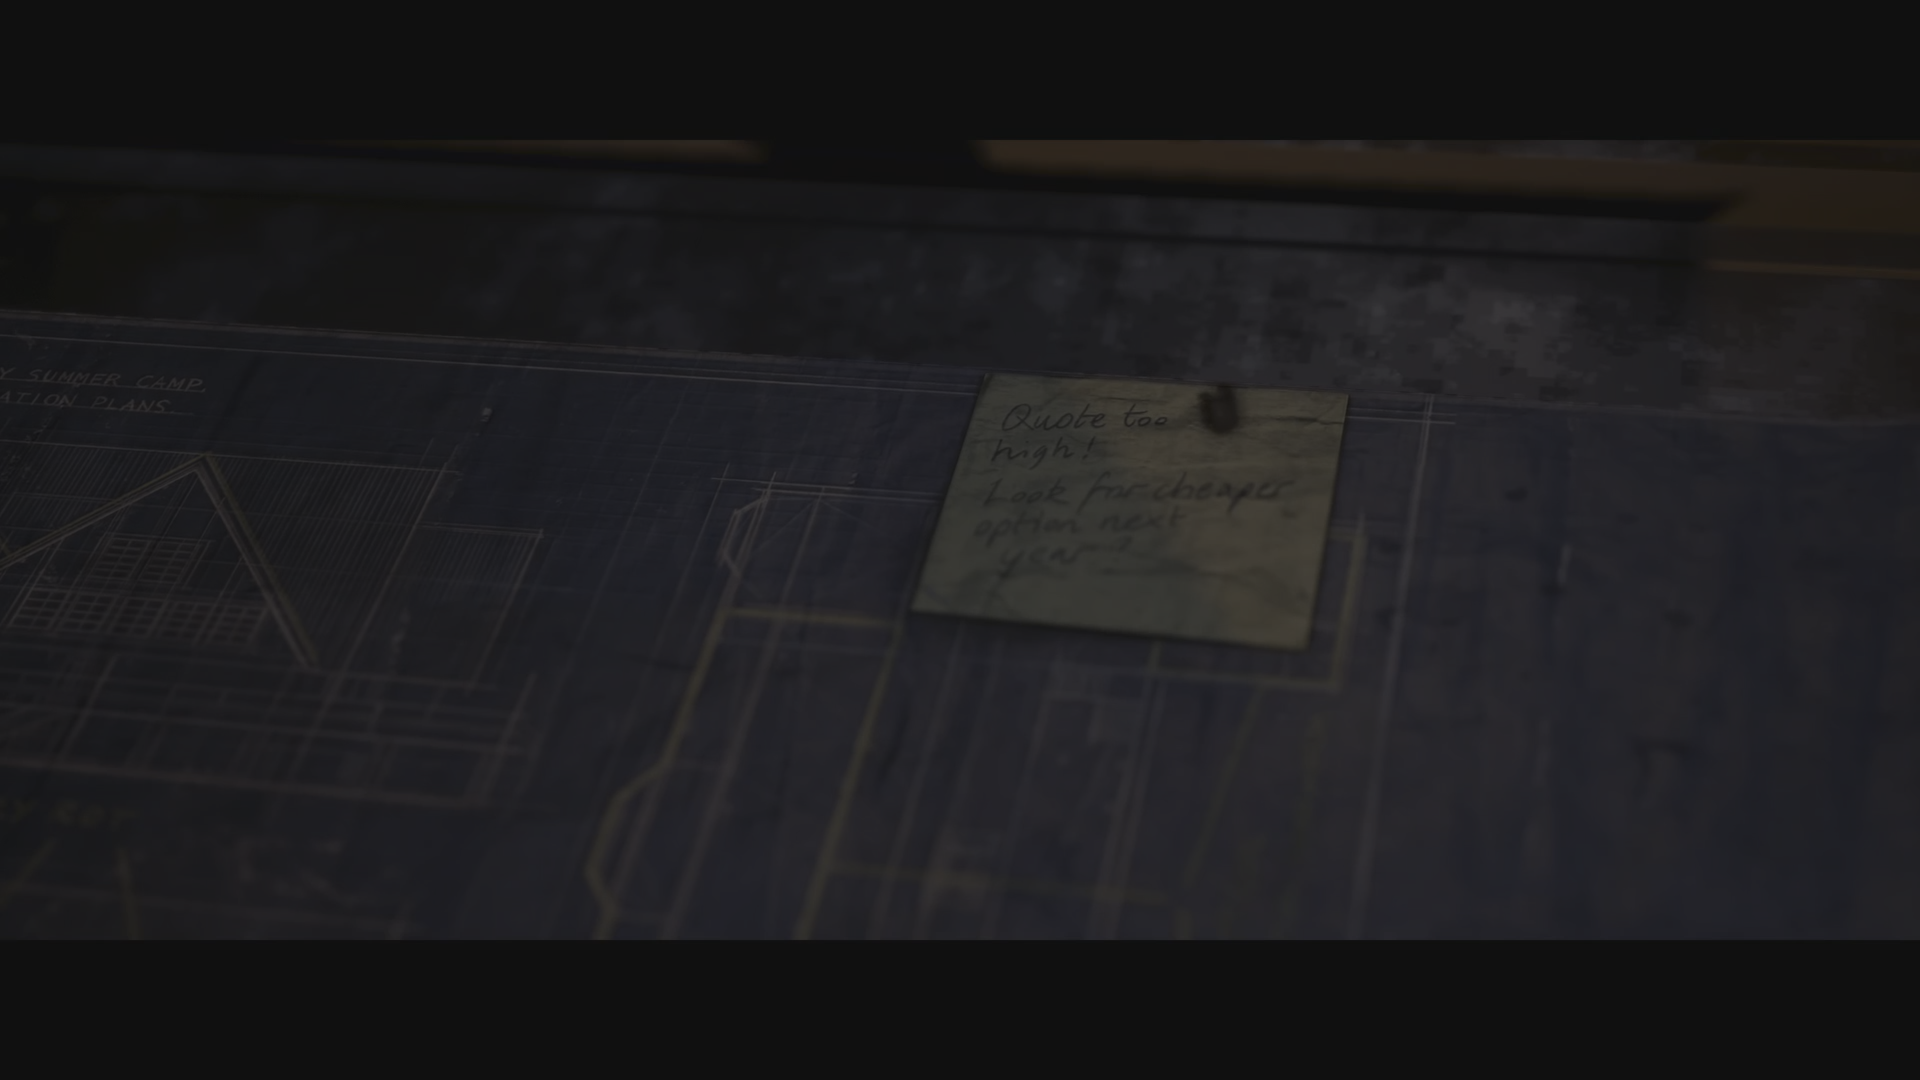 Y SUMMER CAMP.
ATION PLANS.
Quote too
high!
Look for cheaper
option next
year?